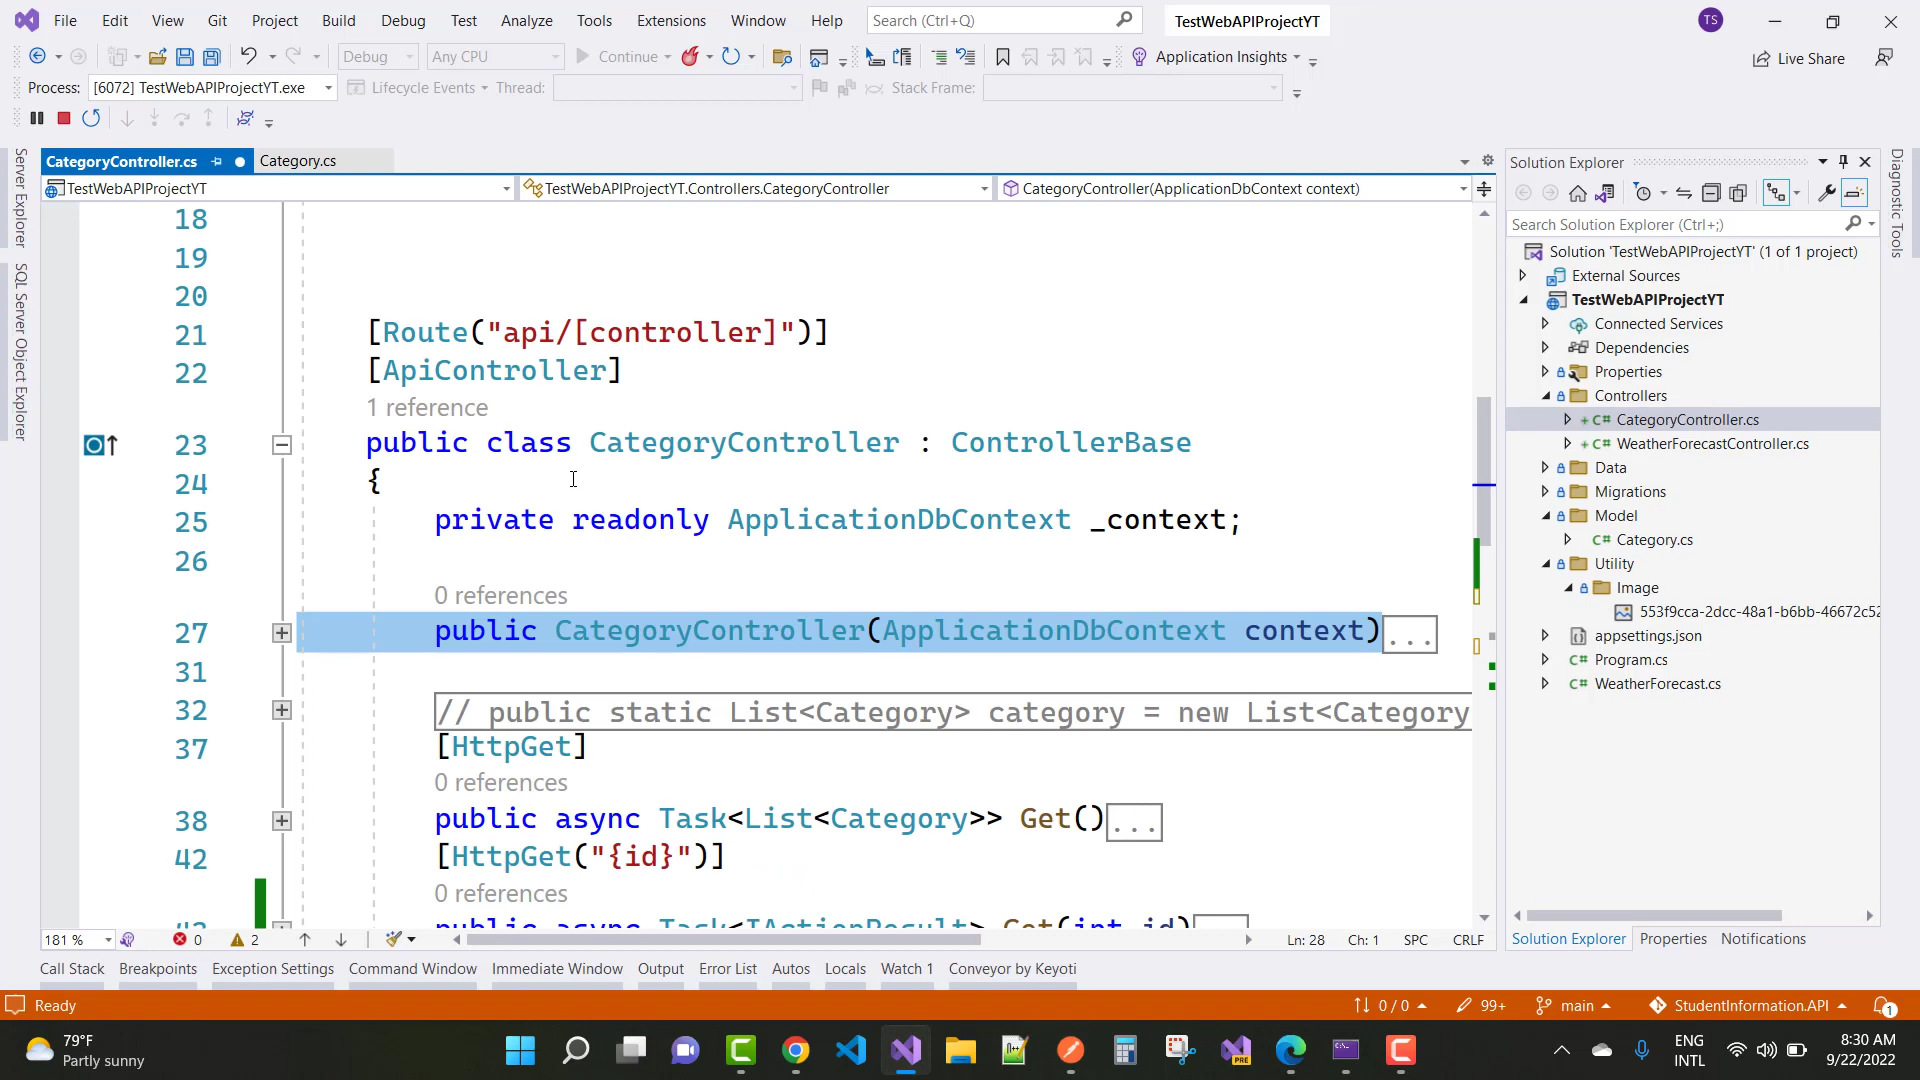 File Edit View Git Project Build Debug Test Analyze Tools Extensions Window Help Search (Ctrl+Q) TestWebAPIProjectYT TS
Debug Any CPU Continue Application Insights Live Share
Process: [6072] TestWebAPIProjectYT.exe Lifecycle Events Thread: Stack Frame:
Server Explorer
SQL Server Object Explorer
CategoryController.cs Category.cs
TestWebAPIProjectYT TestWebAPIProjectYT.Controllers.CategoryController CategoryController(ApplicationDbContext context)
18
19
20
21 [Route("api/[controller]")]
22 [ApiController]
1 reference
23 public class CategoryController : ControllerBase
24 {
25 private readonly ApplicationDbContext _context;
26
0 references
27 public CategoryController(ApplicationDbContext context)...
31
32 // public static List<Category> category = new List<Category
37 [HttpGet]
0 references
38 public async Task<List<Category>> Get()...
42 [HttpGet("{id}")]
0 references
public async Task<IActionResult> Get(int id)
181 % 0 2 Ln: 28 Ch: 1 SPC CRLF
Call Stack Breakpoints Exception Settings Command Window Immediate Window Output Error List Autos Locals Watch 1 Conveyor by Keyoti
Solution Explorer
Search Solution Explorer (Ctrl+;)
Solution 'TestWebAPIProjectYT' (1 of 1 project)
External Sources
TestWebAPIProjectYT
Connected Services
Dependencies
Properties
Controllers
C# CategoryController.cs
C# WeatherForecastController.cs
Data
Migrations
Model
C# Category.cs
Utility
Image
553f9cca-2dcc-48a1-b6bb-46672c52
appsettings.json
C# Program.cs
C# WeatherForecast.cs
Solution Explorer Properties Notifications
Diagnostic Tools
Ready 0 / 0 99+ main StudentInformation.API 1
79°F
Partly sunny
PRE
ENG
INTL
8:30 AM
9/22/2022